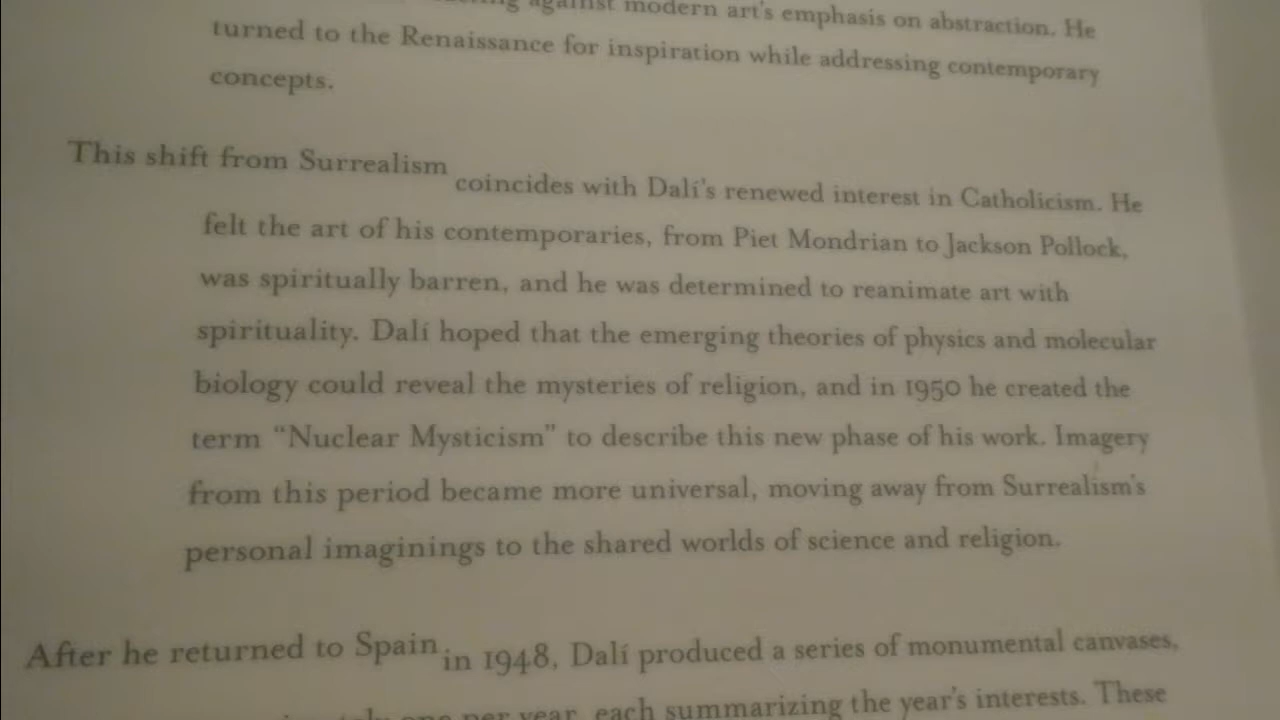 against modern art's emphasis on abstraction. He
turned to the Renaissance for inspiration while addressing contemporary
concepts.
This shift from Surrealism coincides with Dalí's renewed interest in Catholicism. He
felt the art of his contemporaries, from Piet Mondrian to Jackson Pollock,
was spiritually barren, and he was determined to reanimate art with
spirituality. Dalí hoped that the emerging theories of physics and molecular
biology could reveal the mysteries of religion, and in 1950 he created the
term “Nuclear Mysticism” to describe this new phase of his work. Imagery
from this period became more universal, moving away from Surrealism's
personal imaginings to the shared worlds of science and religion.
After he returned to Spain in 1948, Dalí produced a series of monumental canvases,
one per year, each summarizing the year's interests. These